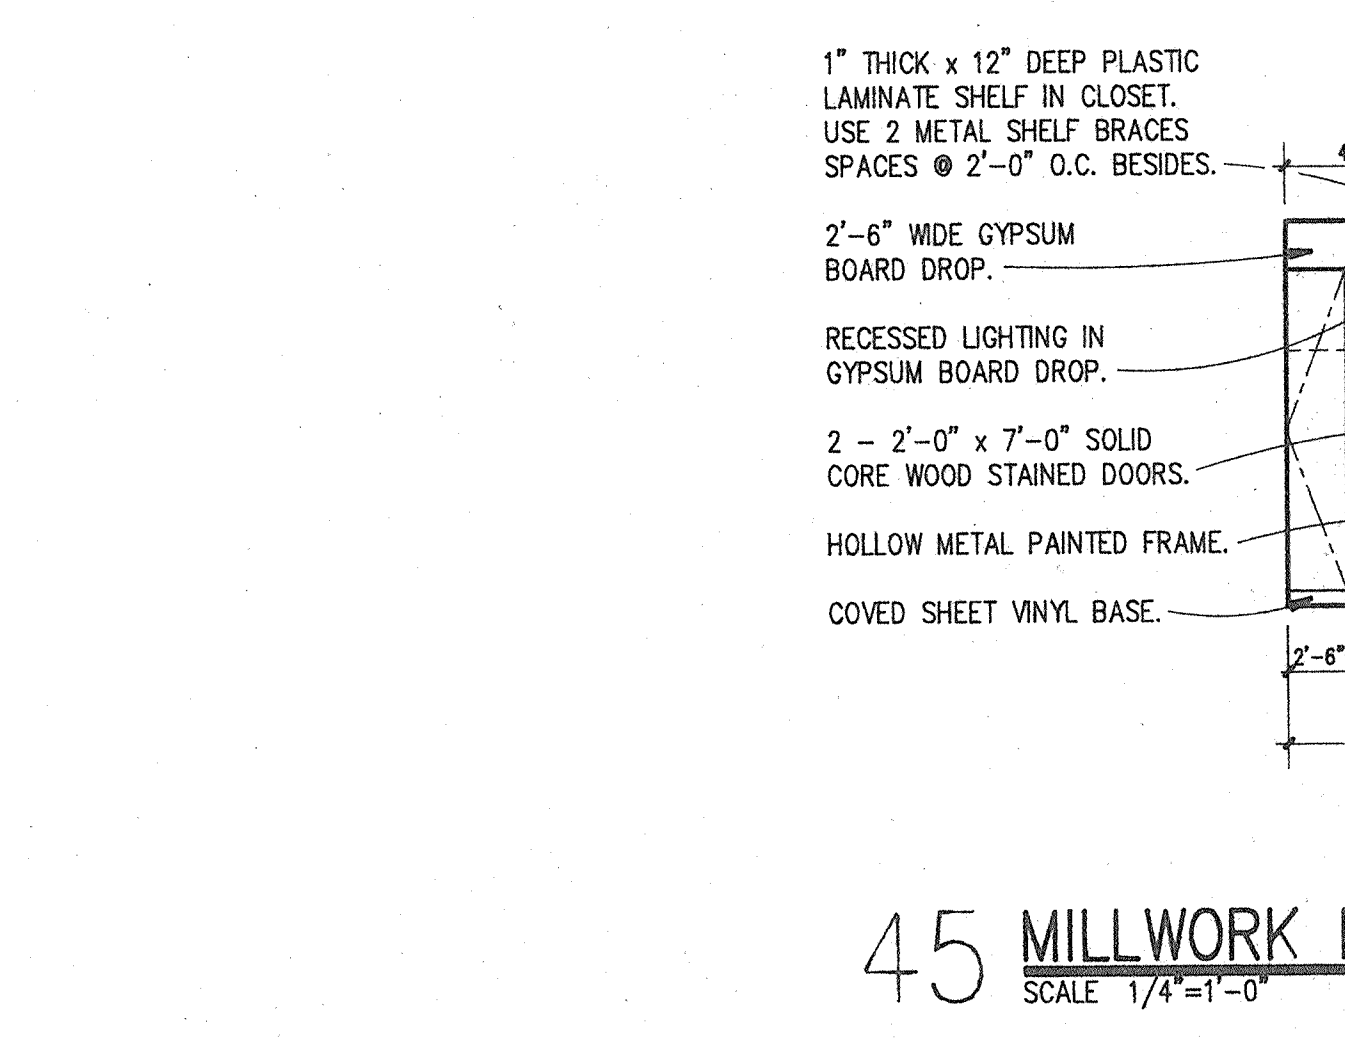 1" THICK x 12" DEEP PLASTIC
LAMINATE SHELF IN CLOSET.
USE 2 METAL SHELF BRACES
SPACES @ 2'-0" O.C. BESIDES.
4
2'-6" WIDE GYPSUM
BOARD DROP.
RECESSED LIGHTING IN
GYPSUM BOARD DROP.
2 - 2'-0" x 7'-0" SOLID
CORE WOOD STAINED DOORS.
HOLLOW METAL PAINTED FRAME.
COVED SHEET VINYL BASE.
2'-6"
45 MILLWORK
SCALE 1/4"=1'-0"